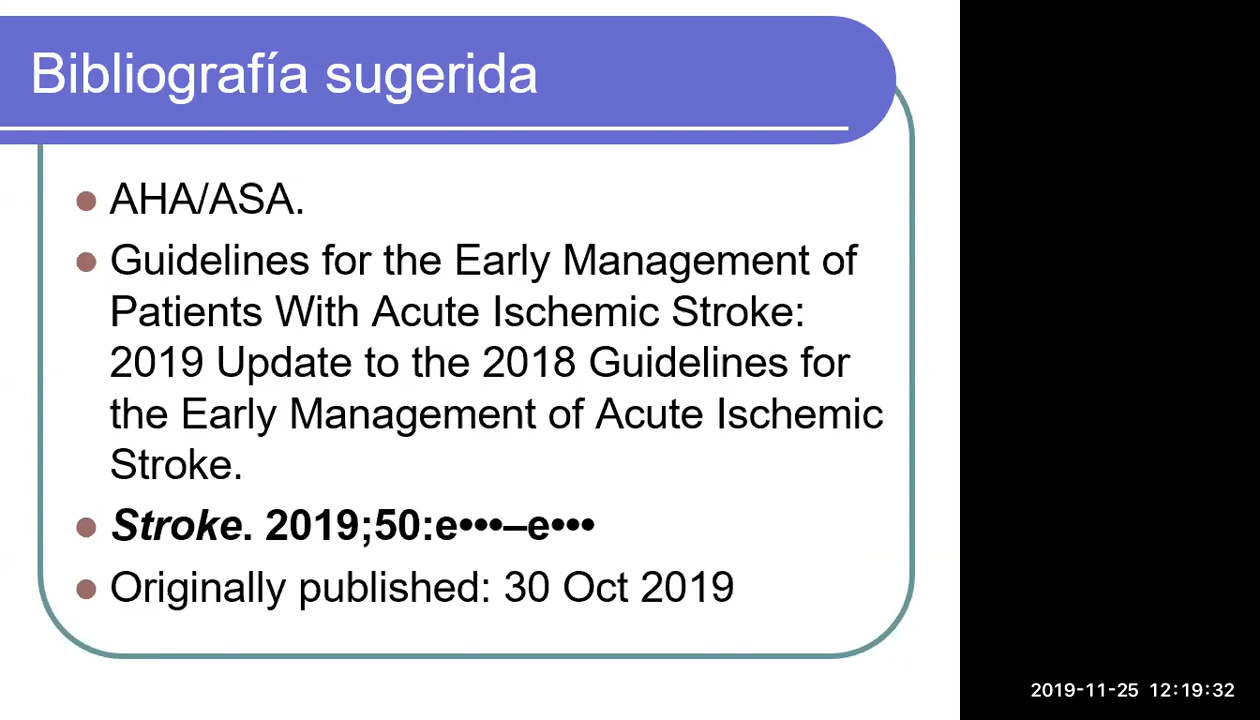 Bibliografía sugerida
AHA/ASA.
Guidelines for the Early Management of
Patients With Acute Ischemic Stroke:
2019 Update to the 2018 Guidelines for
the Early Management of Acute Ischemic
Stroke.
Stroke. 2019;50:e•••–e•••
Originally published: 30 Oct 2019
2019-11-25 12:19:32